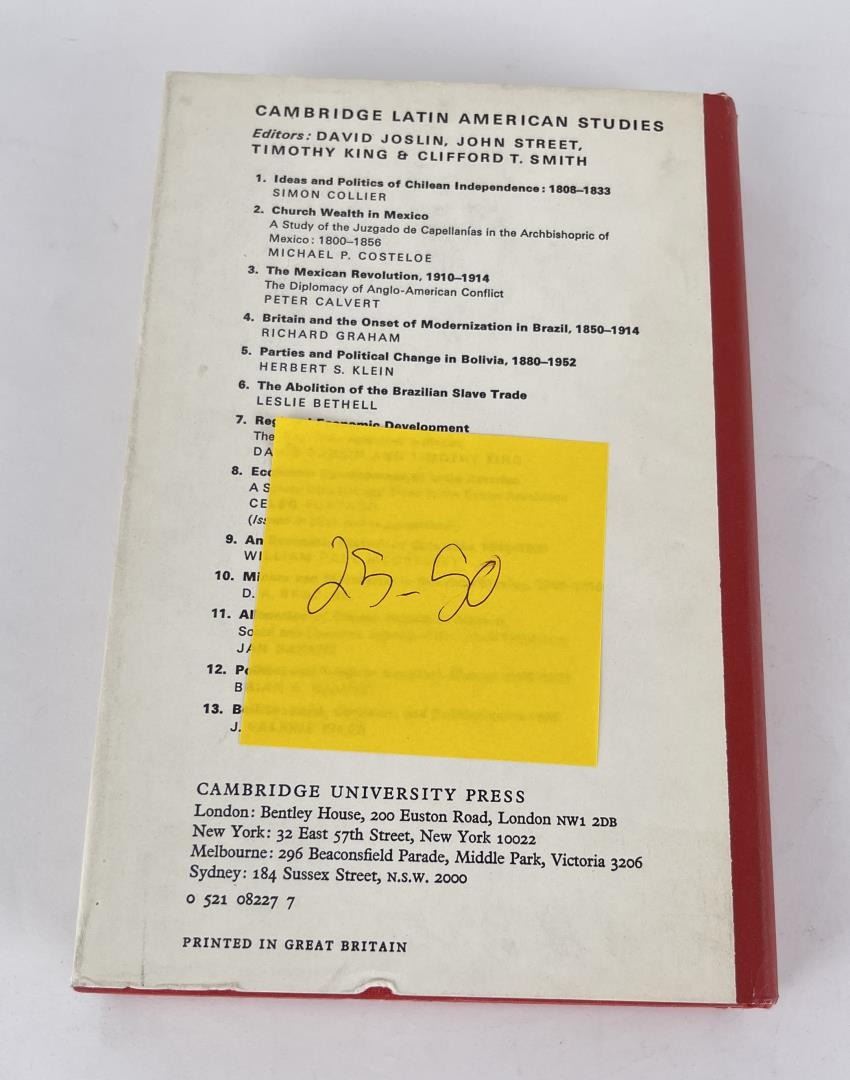 CAMBRIDGE LATIN AMERICAN STUDIES
Editors: DAVID JOSLIN, JOHN STREET,
TIMOTHY KING & CLIFFORD T. SMITH
1. Ideas and Politics of Chilean Independence: 1808–1833
SIMON COLLIER
2. Church Wealth in Mexico
A Study of the Juzgado de Capellanías in the Archbishopric of
Mexico: 1800–1856
MICHAEL P. COSTELOE
3. The Mexican Revolution, 1910–1914
The Diplomacy of Anglo-American Conflict
PETER CALVERT
4. Britain and the Onset of Modernization in Brazil, 1850–1914
RICHARD GRAHAM
5. Parties and Political Change in Bolivia, 1880–1952
HERBERT S. KLEIN
6. The Abolition of the Brazilian Slave Trade
LESLIE BETHELL
7. Economic Development
The
8.
A
9. An
10.
D.
11.
12.
13.
J.
25-50
CAMBRIDGE UNIVERSITY PRESS
London: Bentley House, 200 Euston Road, London NW1 2DB
New York: 32 East 57th Street, New York 10022
Melbourne: 296 Beaconsfield Parade, Middle Park, Victoria 3206
Sydney: 184 Sussex Street, N.S.W. 2000
0 521 08227 7
PRINTED IN GREAT BRITAIN